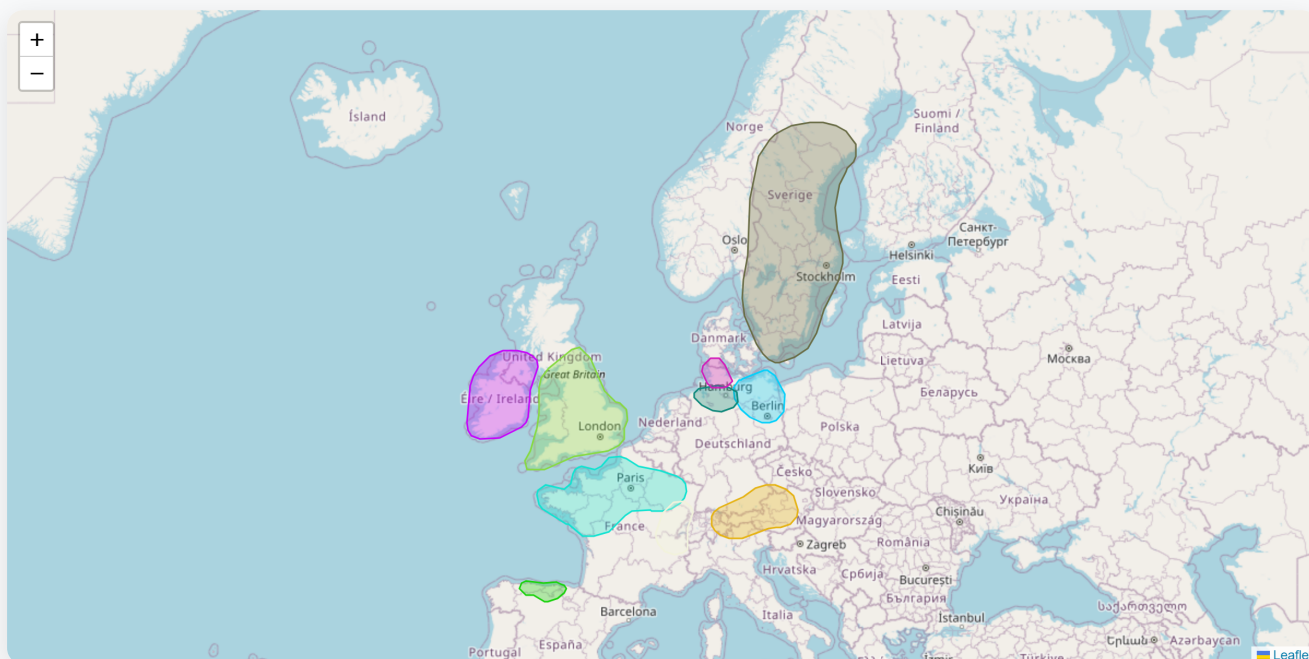 +
−
Ísland
Norge
Suomi /
Finland
Sverige
Oslo
Санкт-
Петербург
Helsinki
Stockholm
Eesti
Latvija
Danmark
Lietuva
Москва
United Kingdom
Great Britain
Hamburg
Беларусь
Éire / Ireland
Berlin
London
Nederland
Polska
Deutschland
Київ
Česko
Paris
Slovensko
Україна
Chișinău
Magyarország
France
Zagreb
România
Hrvatska
Србија
București
България
Barcelona
Italia
İstanbul
საქართველო
España
Portugal
Երևան
Azərbaycan
Türkiye
İzmir
Leafle